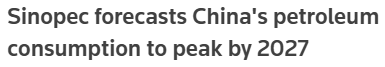 Sinopec forecasts China's petroleum
consumption to peak by 2027